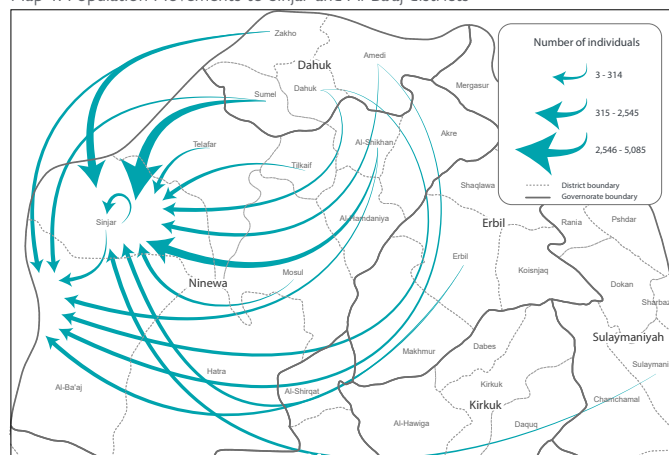 Map 1: Population Movements to Sinjar and Al-Ba'aj districts
Number of individuals
3 - 314
315 - 2,545
2,546 - 5,085
District boundary
Governorate boundary
Zakho
Dahuk
Amedi
Sumel
Dahuk
Mergasur
Akre
Telafar
Al-Shikhan
Tilkaif
Shaqlawa
Sinjar
Al-Hamdaniya
Erbil
Rania
Pshdar
Erbil
Koisnjaq
Mosul
Ninewa
Dokan
Sharbaz
Sulaymaniyah
Makhmur
Dabes
Sulaymani
Hatra
Al-Ba'aj
Al-Shirqat
Kirkuk
Chamchamal
Kirkuk
Al-Hawiga
Daquq